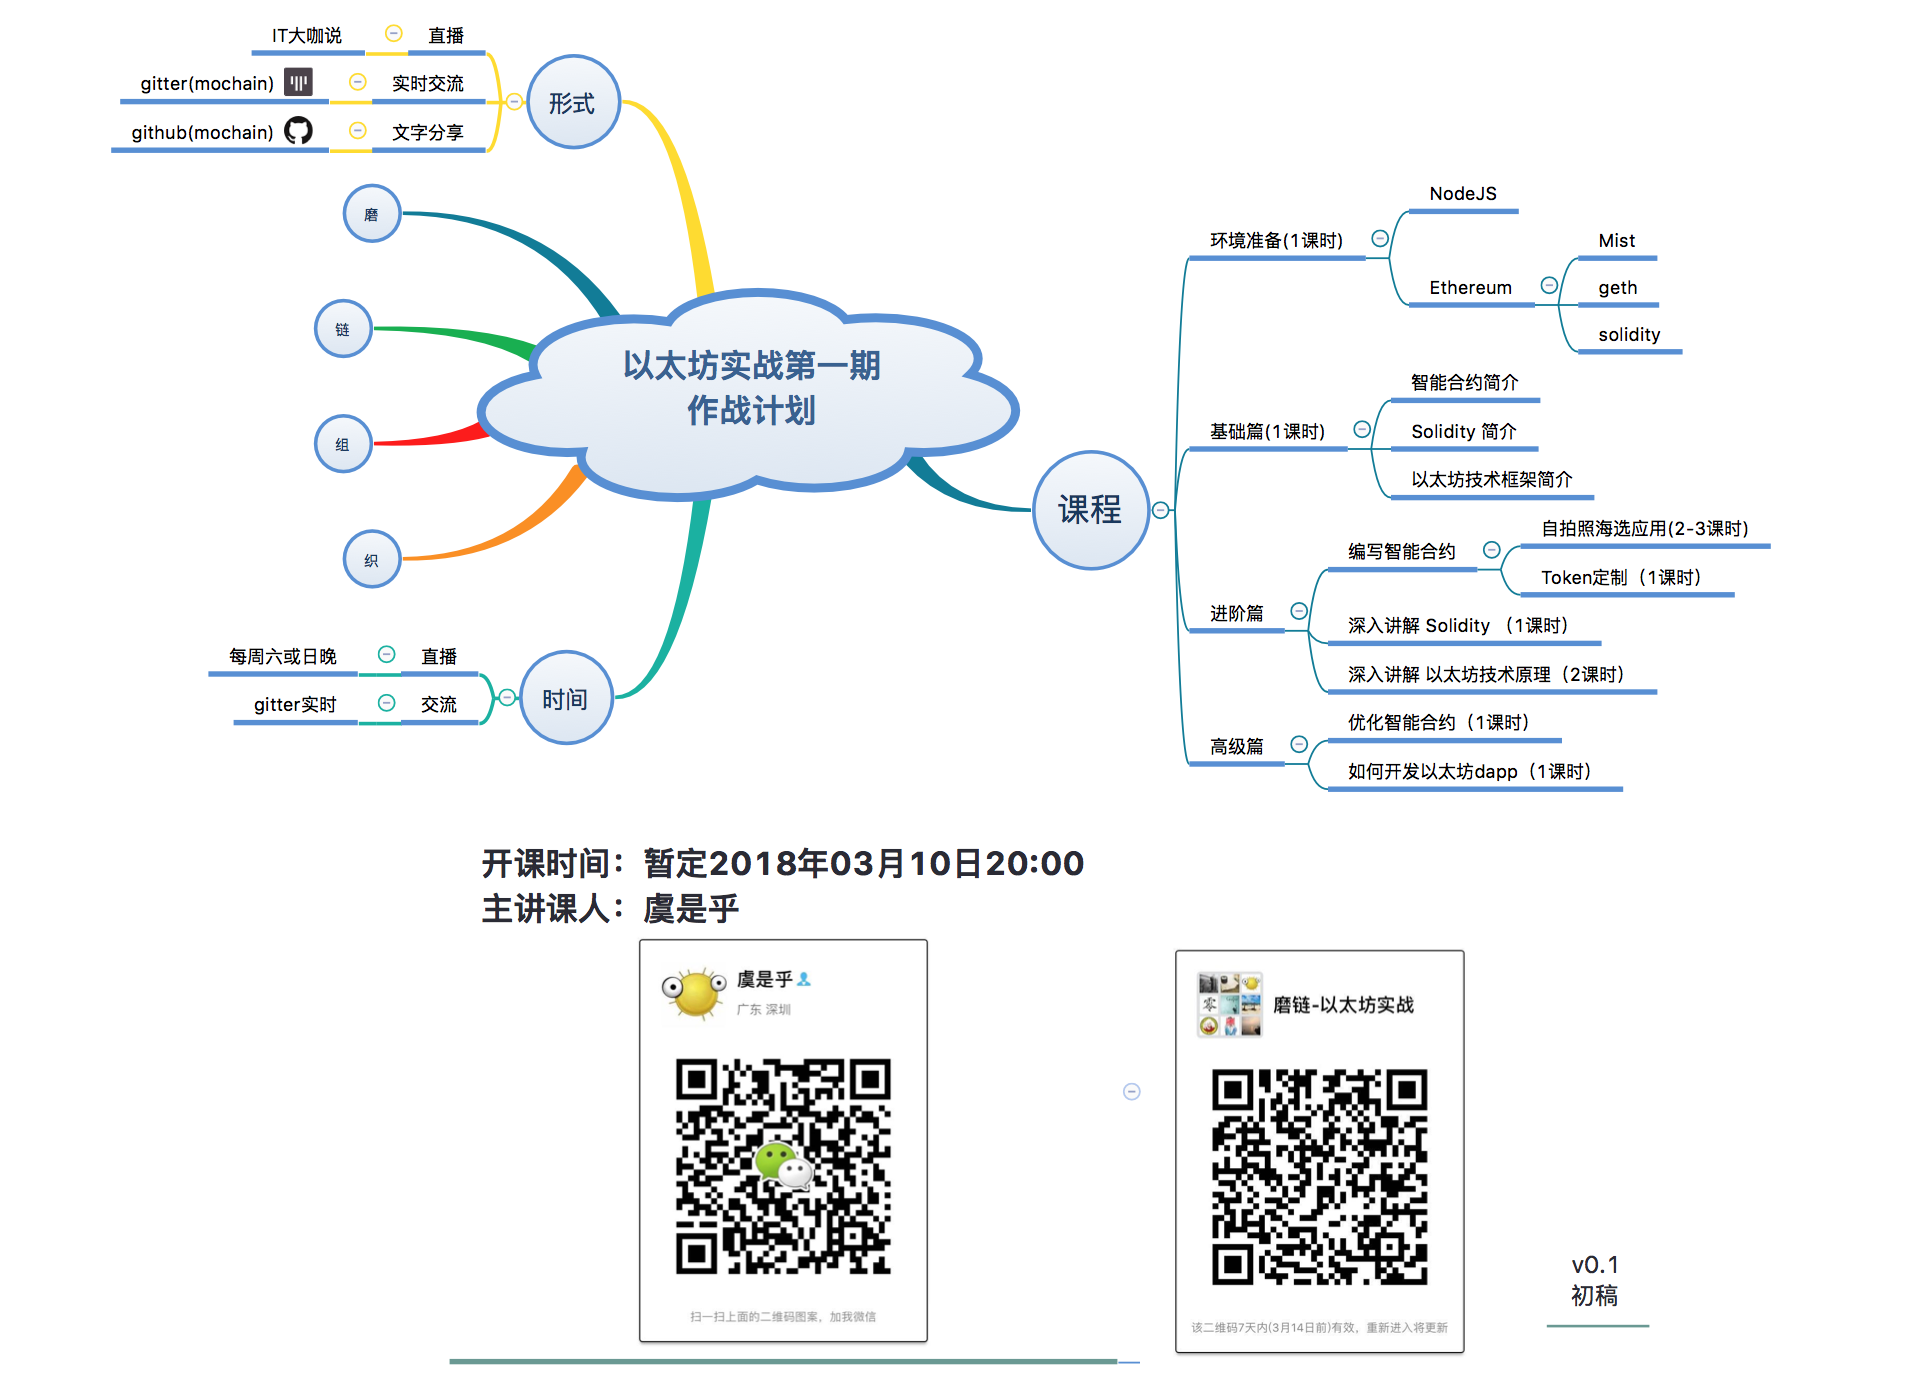 IT大咖说
直播
gitter(mochain)
实时交流
github(mochain)
文字分享
形式
磨
链
组
织
以太坊实战第一期
作战计划
每周六或日晚
直播
gitter实时
交流
时间
课程
环境准备(1课时)
NodeJS
Ethereum
Mist
geth
solidity
基础篇(1课时)
智能合约简介
Solidity 简介
以太坊技术框架简介
进阶篇
编写智能合约
自拍照海选应用(2-3课时)
Token定制（1课时）
深入讲解 Solidity （1课时）
深入讲解 以太坊技术原理（2课时）
高级篇
优化智能合约（1课时）
如何开发以太坊dapp（1课时）
开课时间：暂定2018年03月10日20:00
主讲课人：虞是乎
虞是乎
广东 深圳
扫一扫上面的二维码图案，加我微信
零
磨链-以太坊实战
该二维码7天内(3月14日前)有效，重新进入将更新
v0.1
初稿